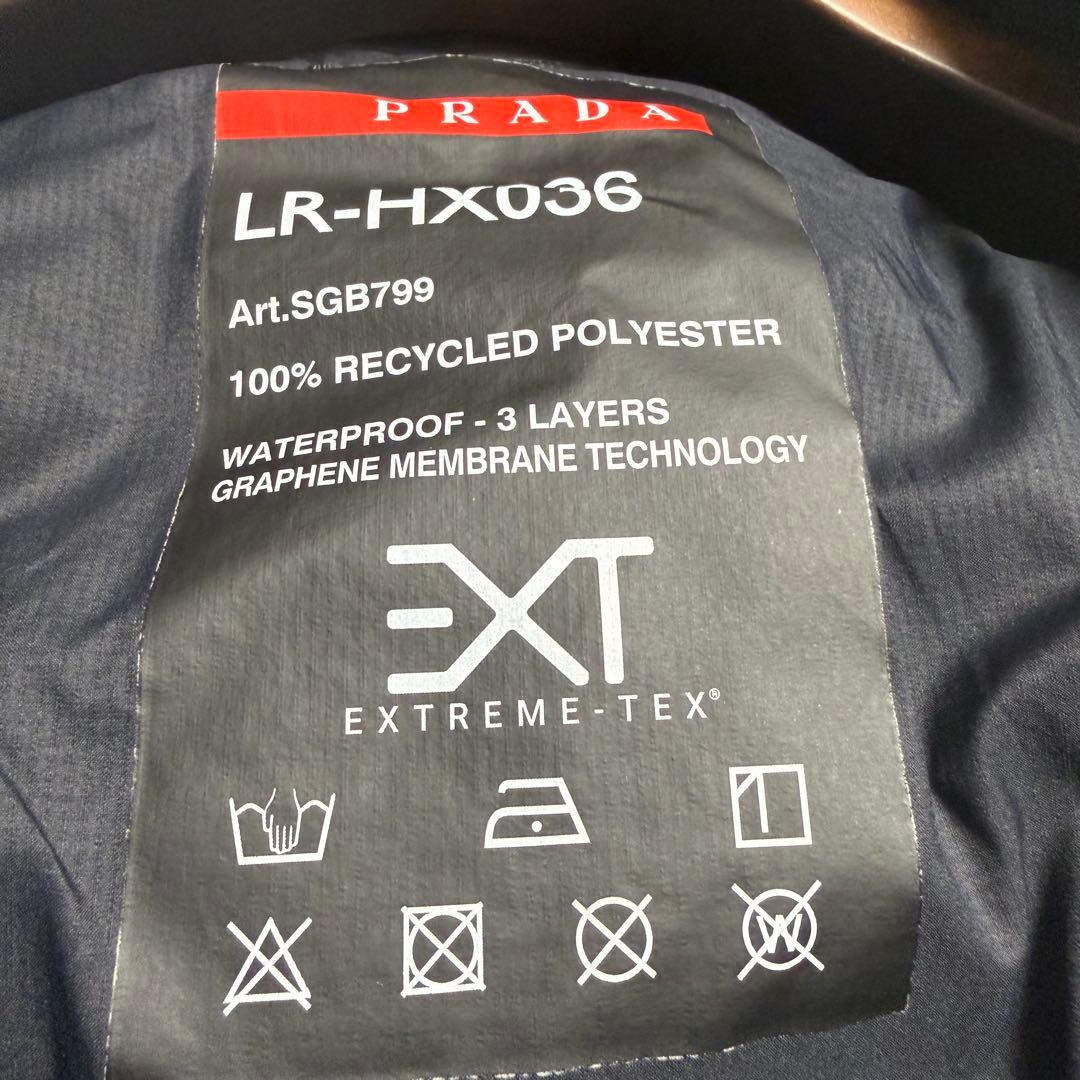 PRADA
LR-HX036
Art.SGB799
100% RECYCLED POLYESTER
WATERPROOF - 3 LAYERS
GRAPHENE MEMBRANE TECHNOLOGY
EXT
EXTREME-TEX®
W